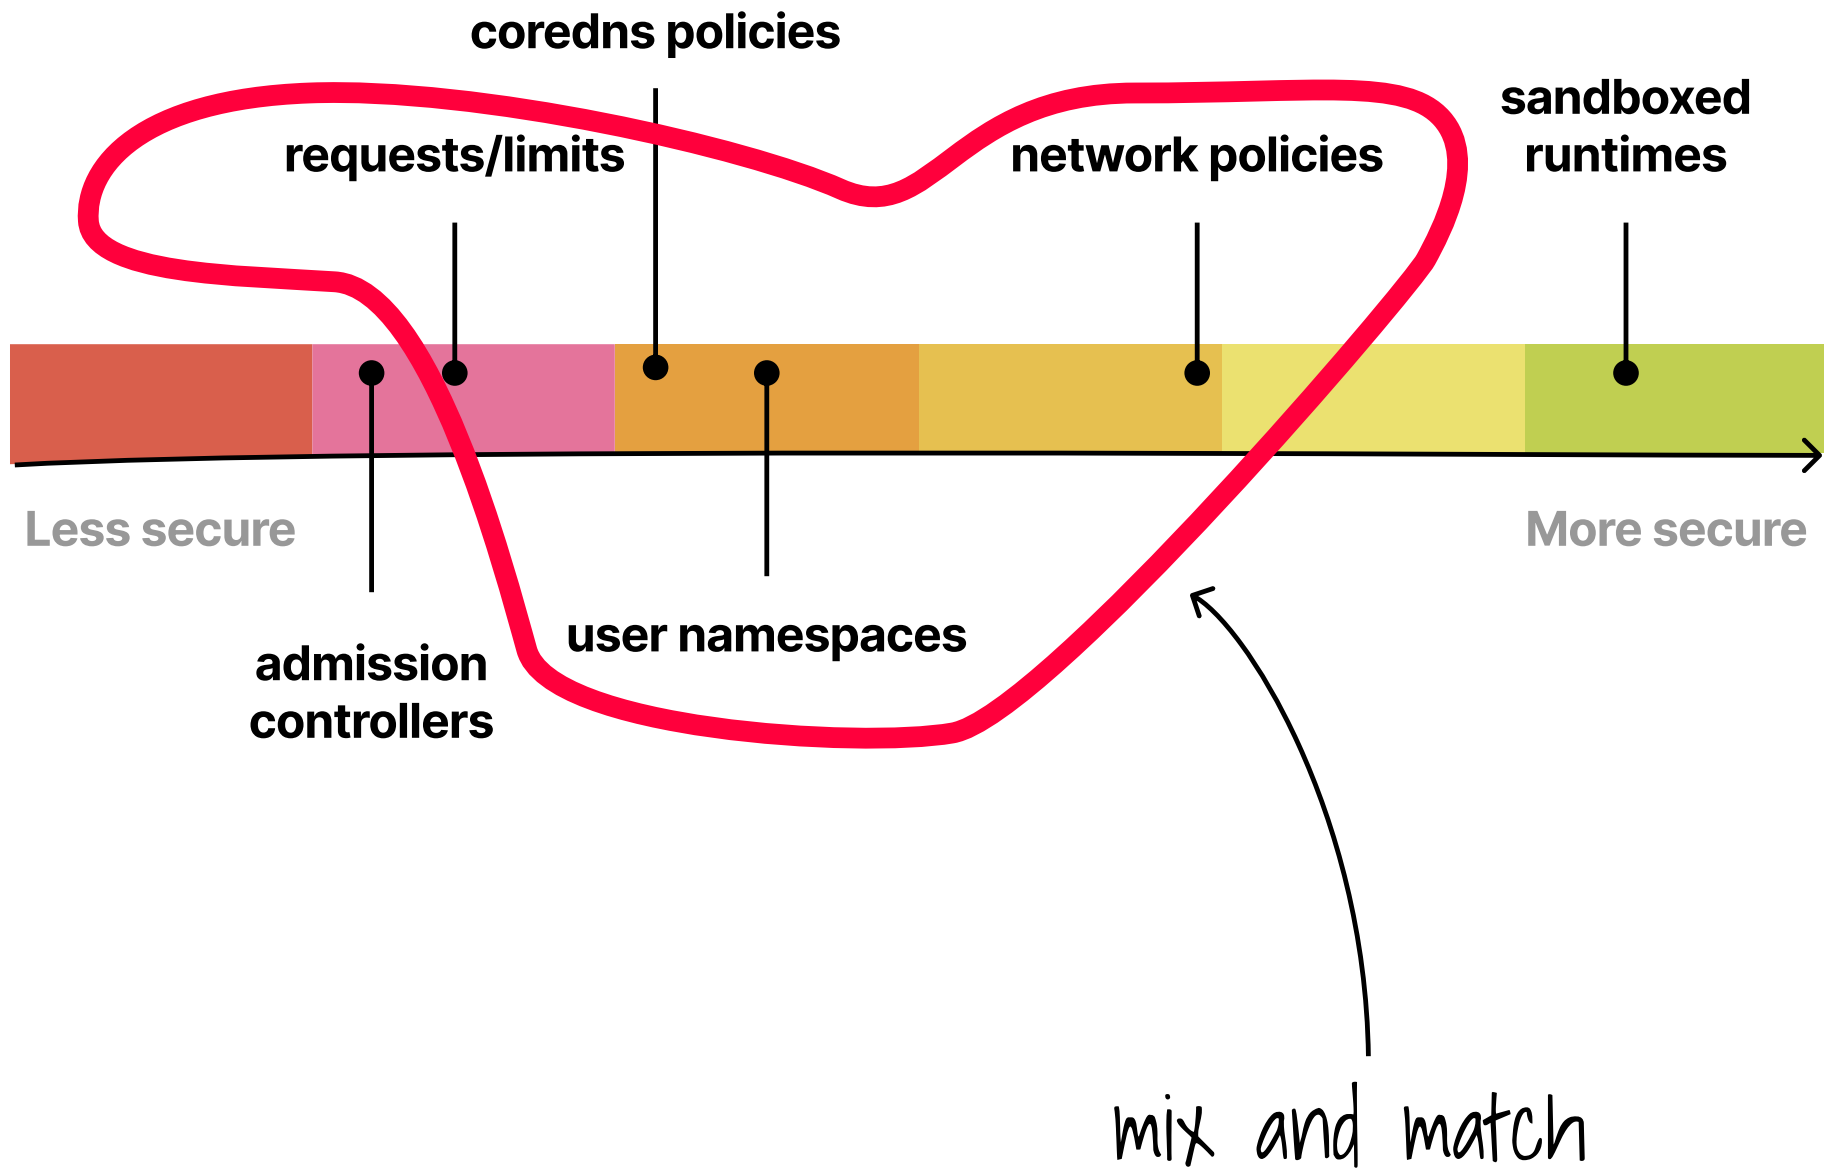 coredns policies
sandboxed
runtimes
requests/limits
network policies
Less secure
More secure
user namespaces
admission
controllers
mix and match